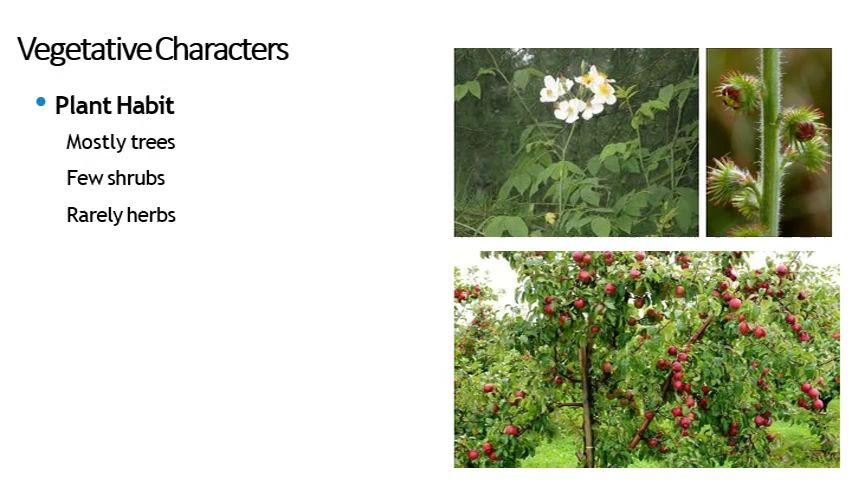 Vegetative Characters
Plant Habit
Mostly trees
Few shrubs
Rarely herbs